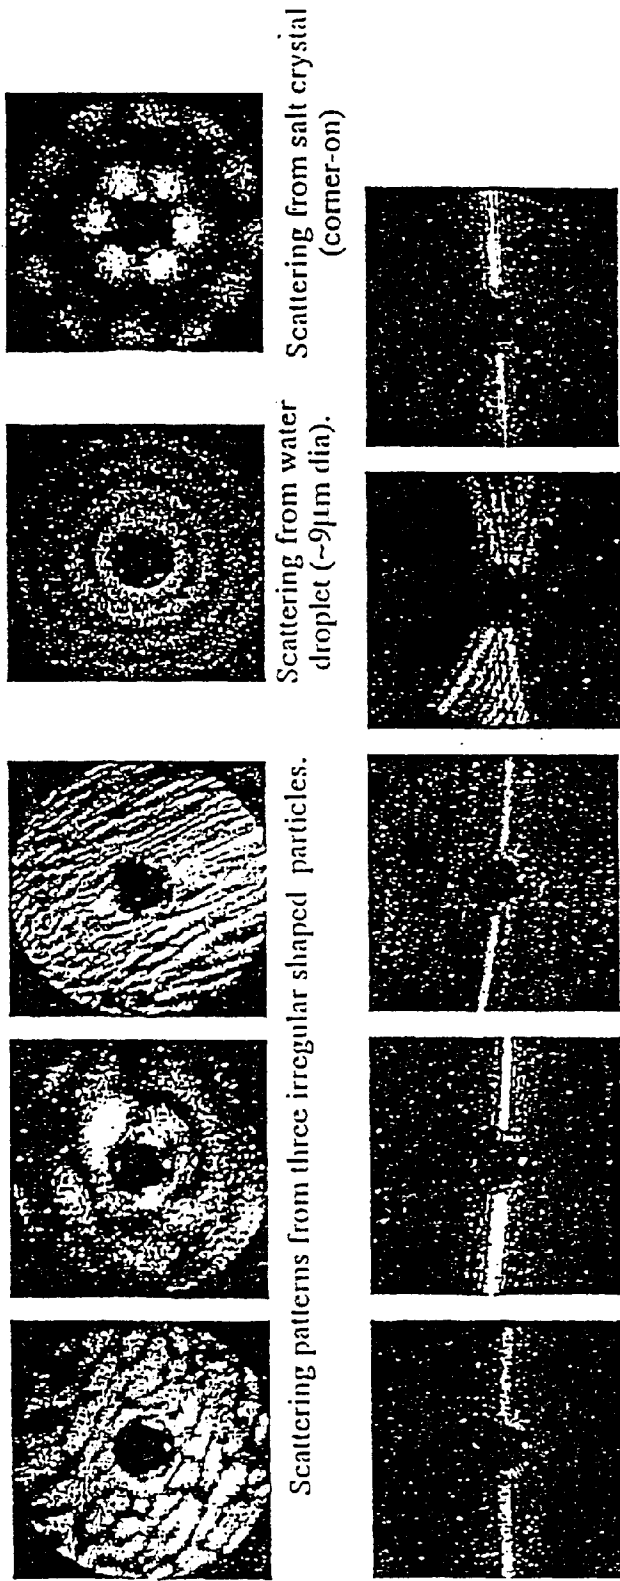 Scattering patterns from three irregular shaped particles.
Scattering from water
droplet (~9µm dia).
Scattering from salt crystal
(corner-on)